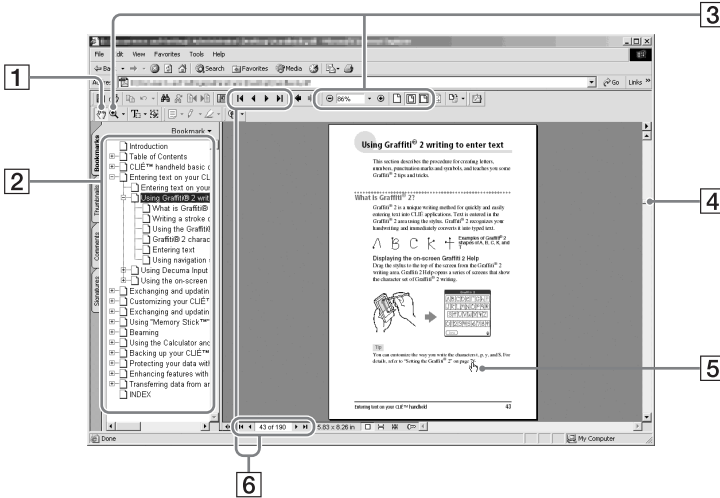 3
File Edit View Favorites Tools Help
Search Favorites Media
1
Links
86%
Bookmark
Bookmarks
Thumbnails
Comments
Signatures
2
Introduction
Table of Contents
CLIÉ™ handheld basic
Entering text on your CL
Entering text on your
Using Graffiti® 2 writ
What is Graffiti®
Writing a stroke
Using the Graffiti
Graffiti® 2 charac
Entering text
Using navigation
Using Decuma Input
Using the on-screen
Exchanging and updatin
Customizing your CLIÉ
Exchanging and updatin
Using "Memory Stick™"
Beaming
Using the Calculator and
Backing up your CLIÉ™
Protecting your data with
Enhancing features with
Transferring data from an
INDEX
Using Graffiti® 2 writing to enter text
This section describes the procedure for creating letters,
numbers, punctuation marks and symbols, and teaches you some
Graffiti® 2 tips and tricks.
What is Graffiti® 2?
Graffiti® 2 is a unique writing method for quickly and easily
entering text into CLIÉ applications. Text is entered in the
Graffiti® 2 area using the stylus. Graffiti® 2 recognizes your
handwriting and immediately converts it into typed text.
A B C K
Examples of Graffiti® 2
shapes of A, B, C, K, and
Displaying the on-screen Graffiti 2 Help
Drag the stylus to the top of the screen from the Graffiti® 2
writing area. Graffiti 2 Help opens a series of screens that show
the character set of Graffiti® 2 writing.
Tip
You can customize the way you write the characters t, p, y, and $. For
details, refer to "Setting the Graffiti® 2" on page
Entering text on your CLIÉ™ handheld 43
4
5
43 of 190 5.83 x 8.26 in
Done My Computer
6